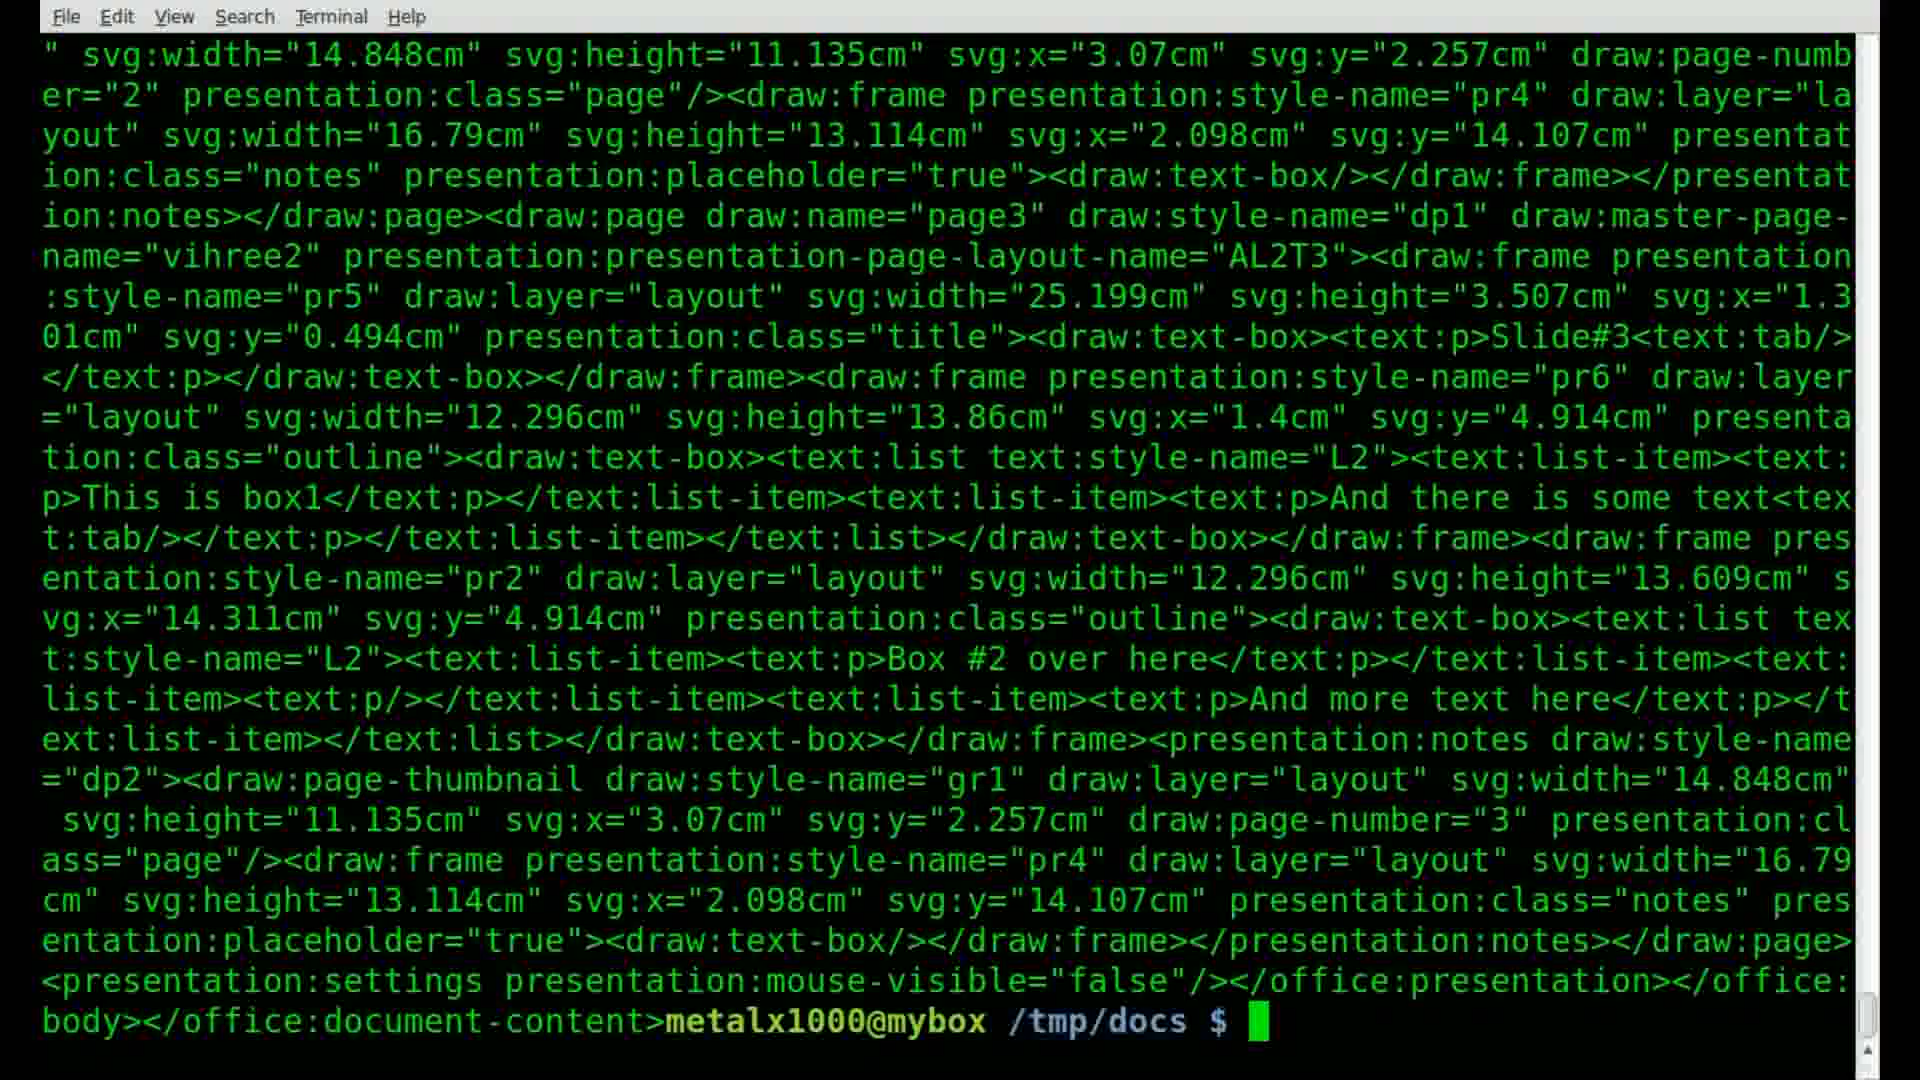 File Edit View Search Terminal Help
" svg:width="14.848cm" svg:height="11.135cm" svg:x="3.07cm" svg:y="2.257cm" draw:page-numb
er="2" presentation:class="page"/><draw:frame presentation:style-name="pr4" draw:layer="la
yout" svg:width="16.79cm" svg:height="13.114cm" svg:x="2.098cm" svg:y="14.107cm" presentat
ion:class="notes" presentation:placeholder="true"><draw:text-box/></draw:frame></presentat
ion:notes></draw:page><draw:page draw:name="page3" draw:style-name="dp1" draw:master-page-
name="vihree2" presentation:presentation-page-layout-name="AL2T3"><draw:frame presentation
:style-name="pr5" draw:layer="layout" svg:width="25.199cm" svg:height="3.507cm" svg:x="1.3
01cm" svg:y="0.494cm" presentation:class="title"><draw:text-box><text:p>Slide#3<text:tab/>
</text:p></draw:text-box></draw:frame><draw:frame presentation:style-name="pr6" draw:layer
="layout" svg:width="12.296cm" svg:height="13.86cm" svg:x="1.4cm" svg:y="4.914cm" presenta
tion:class="outline"><draw:text-box><text:list text:style-name="L2"><text:list-item><text:
p>This is box1</text:p></text:list-item><text:list-item><text:p>And there is some text<tex
t:tab/></text:p></text:list-item></text:list></draw:text-box></draw:frame><draw:frame pres
entation:style-name="pr2" draw:layer="layout" svg:width="12.296cm" svg:height="13.609cm" s
vg:x="14.311cm" svg:y="4.914cm" presentation:class="outline"><draw:text-box><text:list tex
t:style-name="L2"><text:list-item><text:p>Box #2 over here</text:p></text:list-item><text:
list-item><text:p/></text:list-item><text:list-item><text:p>And more text here</text:p></t
ext:list-item></text:list></draw:text-box></draw:frame><presentation:notes draw:style-name
="dp2"><draw:page-thumbnail draw:style-name="gr1" draw:layer="layout" svg:width="14.848cm"
 svg:height="11.135cm" svg:x="3.07cm" svg:y="2.257cm" draw:page-number="3" presentation:cl
ass="page"/><draw:frame presentation:style-name="pr4" draw:layer="layout" svg:width="16.79
cm" svg:height="13.114cm" svg:x="2.098cm" svg:y="14.107cm" presentation:class="notes" pres
entation:placeholder="true"><draw:text-box/></draw:frame></presentation:notes></draw:page>
<presentation:settings presentation:mouse-visible="false"/></office:presentation></office:
body></office:document-content>metalx1000@mybox /tmp/docs $